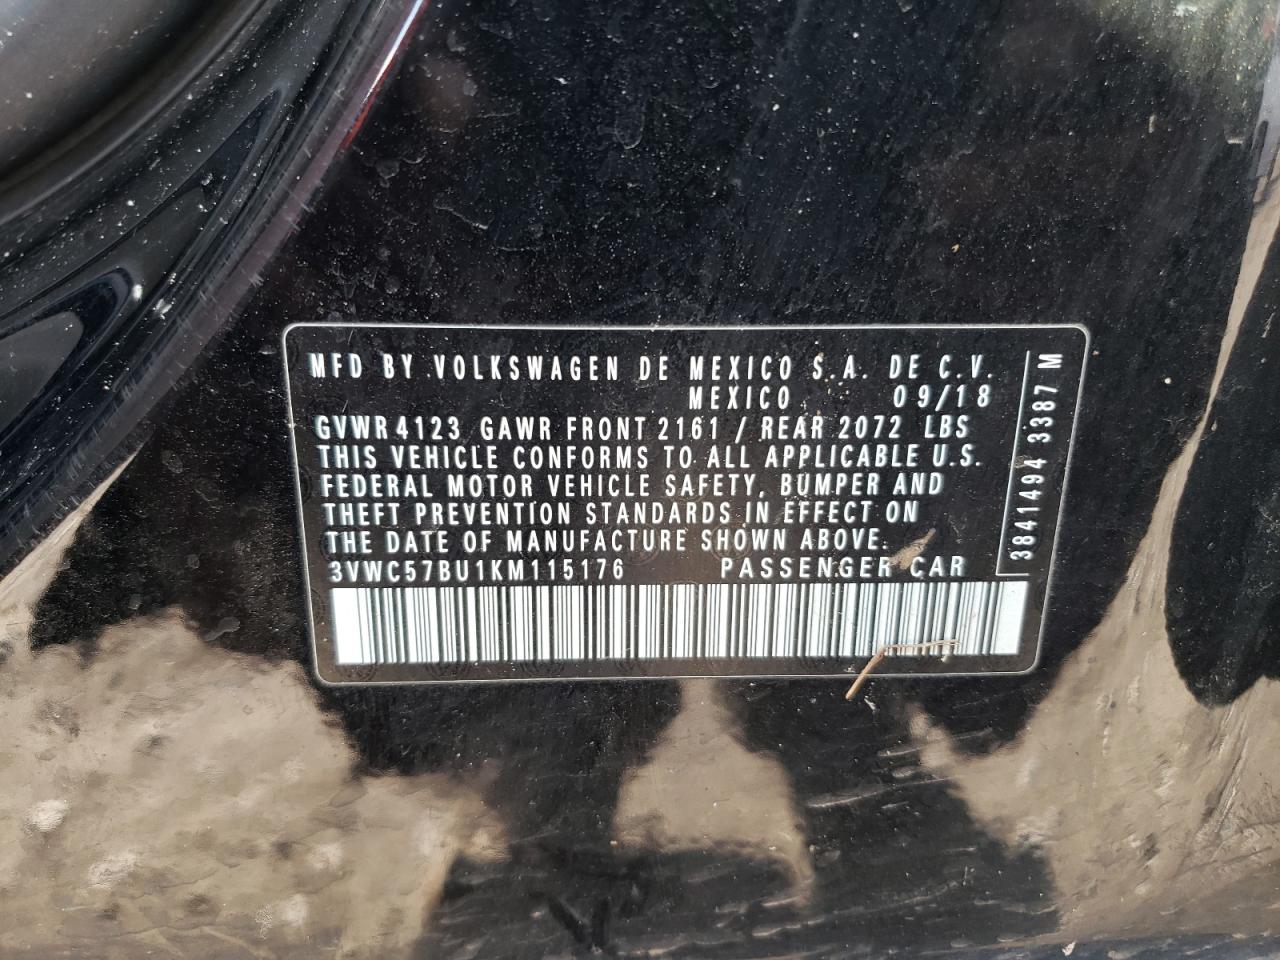 MFD BY VOLKSWAGEN DE MEXICO S.A. DE C.V.
MEXICO 09/18
GVWR 4123 GAWR FRONT 2161 / REAR 2072 LBS
THIS VEHICLE CONFORMS TO ALL APPLICABLE U.S.
FEDERAL MOTOR VEHICLE SAFETY, BUMPER AND
THEFT PREVENTION STANDARDS IN EFFECT ON
THE DATE OF MANUFACTURE SHOWN ABOVE.
3VWC57BU1KM115176 PASSENGER CAR
3841494 3387 M